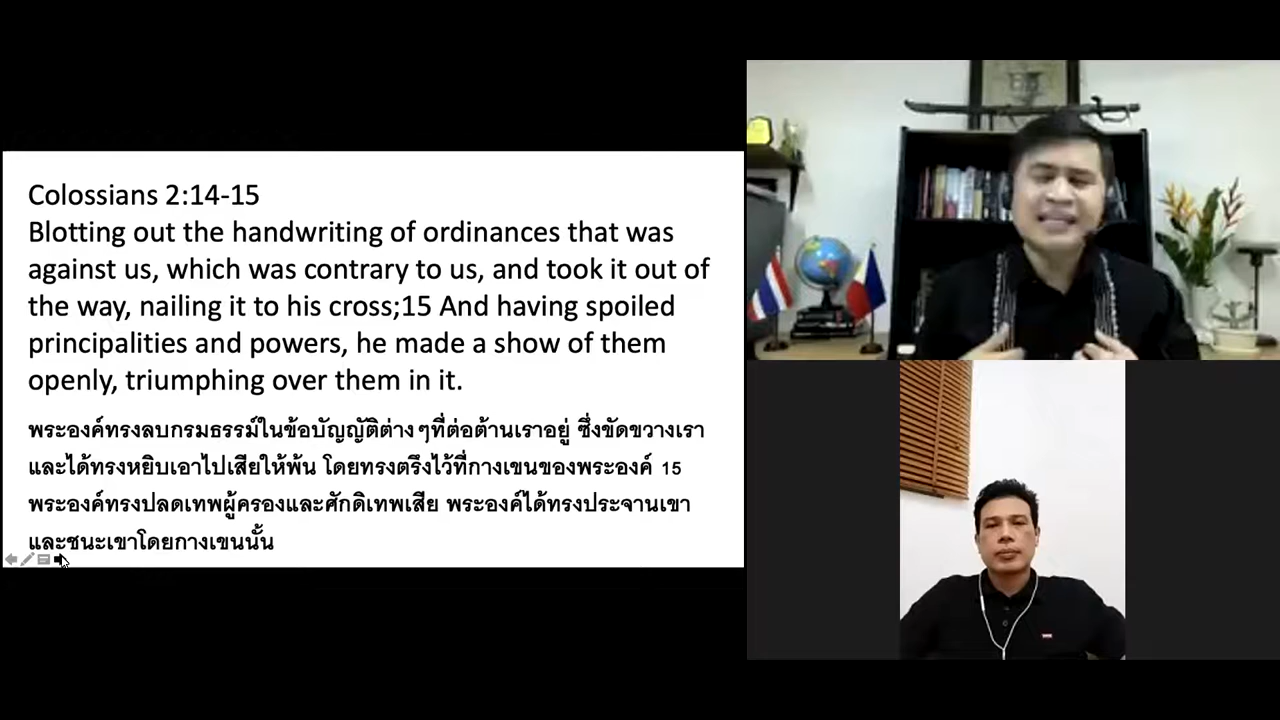 Colossians 2:14-15
Blotting out the handwriting of ordinances that was
against us, which was contrary to us, and took it out of
the way, nailing it to his cross;15 And having spoiled
principalities and powers, he made a show of them
openly, triumphing over them in it.
พระองค์ทรงลบกรมธรรม์ในข้อบัญญัติต่างๆที่ต่อต้านเราอยู่ ซึ่งขัดขวางเรา
และได้ทรงหยิบเอาไปเสียให้พ้น โดยทรงตรึงไว้ที่กางเขนของพระองค์ 15
พระองค์ทรงปลดเทพผู้ครองและศักดิเทพเสีย พระองค์ได้ทรงประจานเขา
และชนะเขาโดยกางเขนนั้น